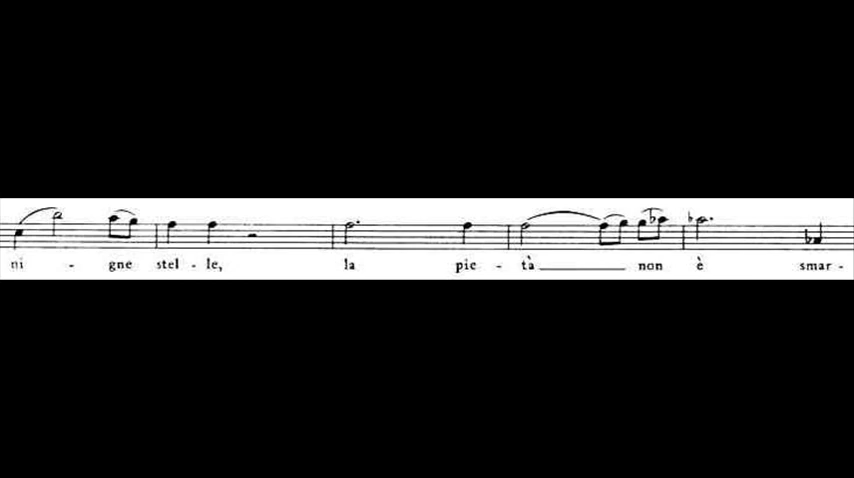 ni - gne stel - le, la pie - tà non è smar -